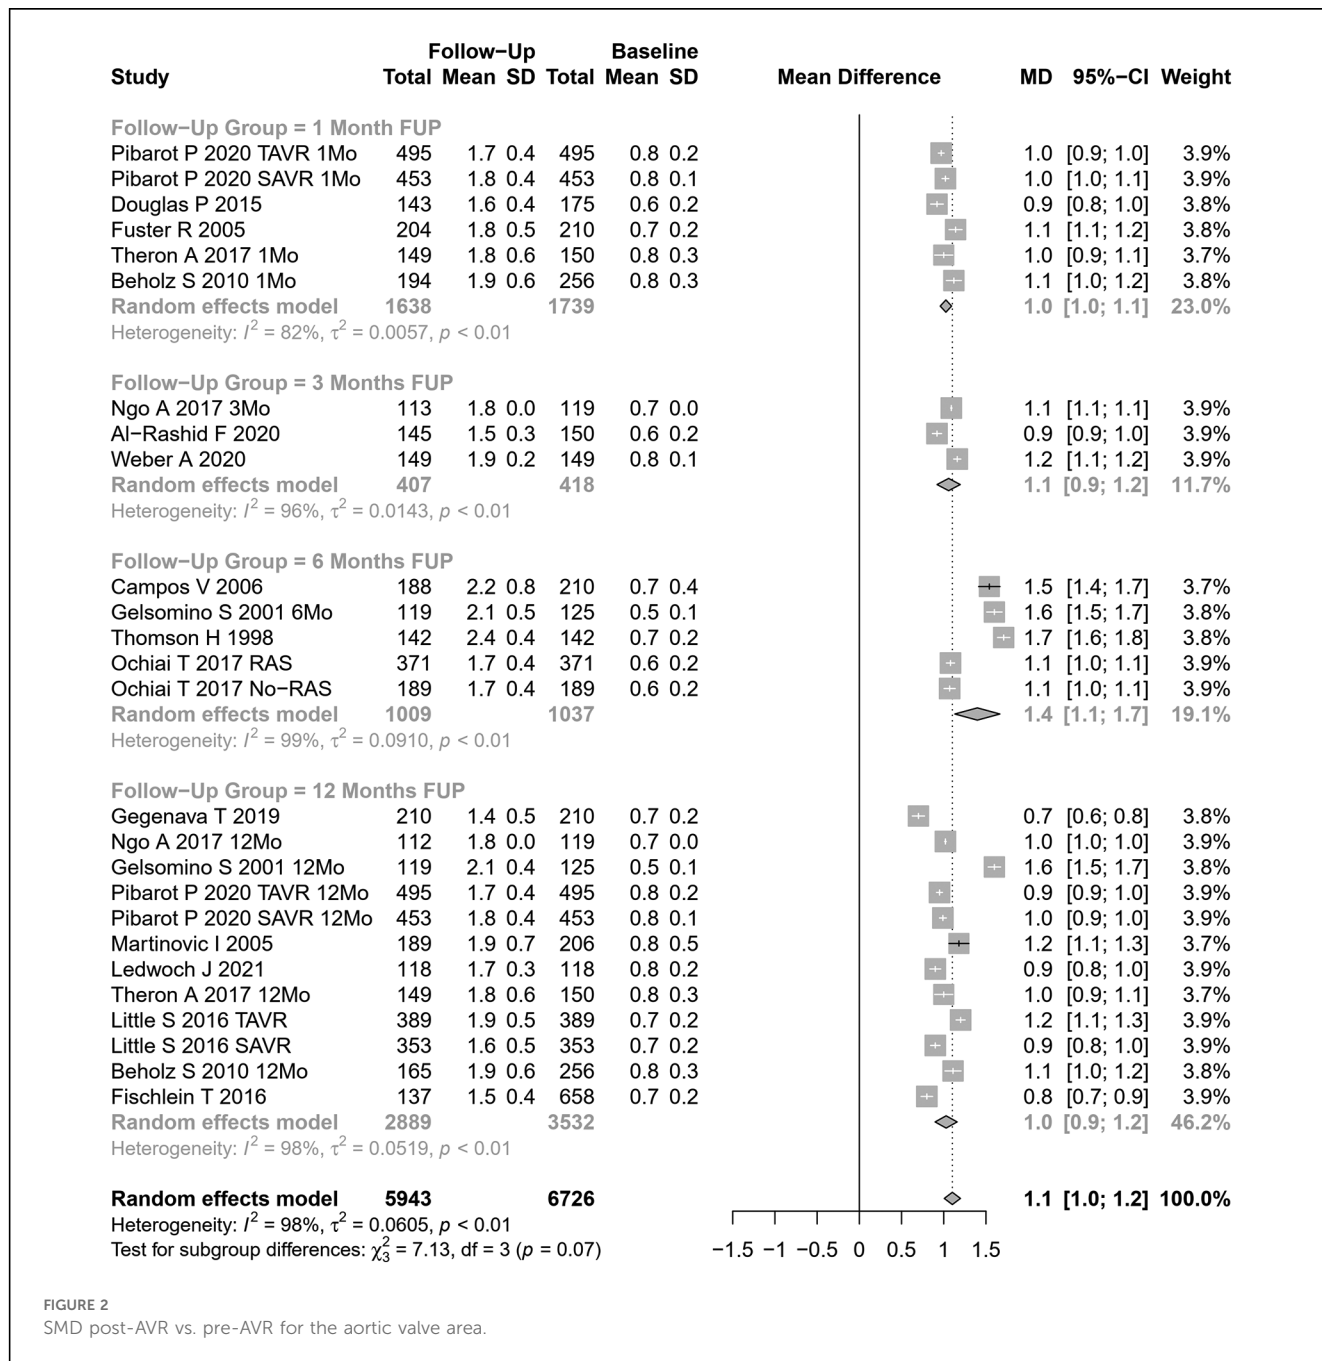 Follow−Up Baseline
Study Total Mean SD Total Mean SD Mean Difference MD 95%−CI Weight
Follow−Up Group = 1 Month FUP
Pibarot P 2020 TAVR 1Mo 495 1.7 0.4 495 0.8 0.2 1.0 [0.9; 1.0] 3.9%
Pibarot P 2020 SAVR 1Mo 453 1.8 0.4 453 0.8 0.1 1.0 [1.0; 1.1] 3.9%
Douglas P 2015 143 1.6 0.4 175 0.6 0.2 0.9 [0.8; 1.0] 3.8%
Fuster R 2005 204 1.8 0.5 210 0.7 0.2 1.1 [1.1; 1.2] 3.8%
Theron A 2017 1Mo 149 1.8 0.6 150 0.8 0.3 1.0 [0.9; 1.1] 3.7%
Beholz S 2010 1Mo 194 1.9 0.6 256 0.8 0.3 1.1 [1.0; 1.2] 3.8%
Random effects model 1638 1739 1.0 [1.0; 1.1] 23.0%
Heterogeneity: I² = 82%, τ² = 0.0057, p < 0.01
Follow−Up Group = 3 Months FUP
Ngo A 2017 3Mo 113 1.8 0.0 119 0.7 0.0 1.1 [1.1; 1.1] 3.9%
Al−Rashid F 2020 145 1.5 0.3 150 0.6 0.2 0.9 [0.9; 1.0] 3.9%
Weber A 2020 149 1.9 0.2 149 0.8 0.1 1.2 [1.1; 1.2] 3.9%
Random effects model 407 418 1.1 [0.9; 1.2] 11.7%
Heterogeneity: I² = 96%, τ² = 0.0143, p < 0.01
Follow−Up Group = 6 Months FUP
Campos V 2006 188 2.2 0.8 210 0.7 0.4 1.5 [1.4; 1.7] 3.7%
Gelsomino S 2001 6Mo 119 2.1 0.5 125 0.5 0.1 1.6 [1.5; 1.7] 3.8%
Thomson H 1998 142 2.4 0.4 142 0.7 0.2 1.7 [1.6; 1.8] 3.8%
Ochiai T 2017 RAS 371 1.7 0.4 371 0.6 0.2 1.1 [1.0; 1.1] 3.9%
Ochiai T 2017 No−RAS 189 1.7 0.4 189 0.6 0.2 1.1 [1.0; 1.1] 3.9%
Random effects model 1009 1037 1.4 [1.1; 1.7] 19.1%
Heterogeneity: I² = 99%, τ² = 0.0910, p < 0.01
Follow−Up Group = 12 Months FUP
Gegenava T 2019 210 1.4 0.5 210 0.7 0.2 0.7 [0.6; 0.8] 3.8%
Ngo A 2017 12Mo 112 1.8 0.0 119 0.7 0.0 1.0 [1.0; 1.0] 3.9%
Gelsomino S 2001 12Mo 119 2.1 0.4 125 0.5 0.1 1.6 [1.5; 1.7] 3.8%
Pibarot P 2020 TAVR 12Mo 495 1.7 0.4 495 0.8 0.2 0.9 [0.9; 1.0] 3.9%
Pibarot P 2020 SAVR 12Mo 453 1.8 0.4 453 0.8 0.1 1.0 [0.9; 1.0] 3.9%
Martinovic I 2005 189 1.9 0.7 206 0.8 0.5 1.2 [1.1; 1.3] 3.7%
Ledwoch J 2021 118 1.7 0.3 118 0.8 0.2 0.9 [0.8; 1.0] 3.9%
Theron A 2017 12Mo 149 1.8 0.6 150 0.8 0.3 1.0 [0.9; 1.1] 3.7%
Little S 2016 TAVR 389 1.9 0.5 389 0.7 0.2 1.2 [1.1; 1.3] 3.9%
Little S 2016 SAVR 353 1.6 0.5 353 0.7 0.2 0.9 [0.8; 1.0] 3.9%
Beholz S 2010 12Mo 165 1.9 0.6 256 0.8 0.3 1.1 [1.0; 1.2] 3.8%
Fischlein T 2016 137 1.5 0.4 658 0.7 0.2 0.8 [0.7; 0.9] 3.9%
Random effects model 2889 3532 1.0 [0.9; 1.2] 46.2%
Heterogeneity: I² = 98%, τ² = 0.0519, p < 0.01
Random effects model 5943 6726 1.1 [1.0; 1.2] 100.0%
Heterogeneity: I² = 98%, τ² = 0.0605, p < 0.01
Test for subgroup differences: χ²₃ = 7.13, df = 3 (p = 0.07)
−1.5 −1 −0.5 0 0.5 1 1.5
FIGURE 2
SMD post-AVR vs. pre-AVR for the aortic valve area.